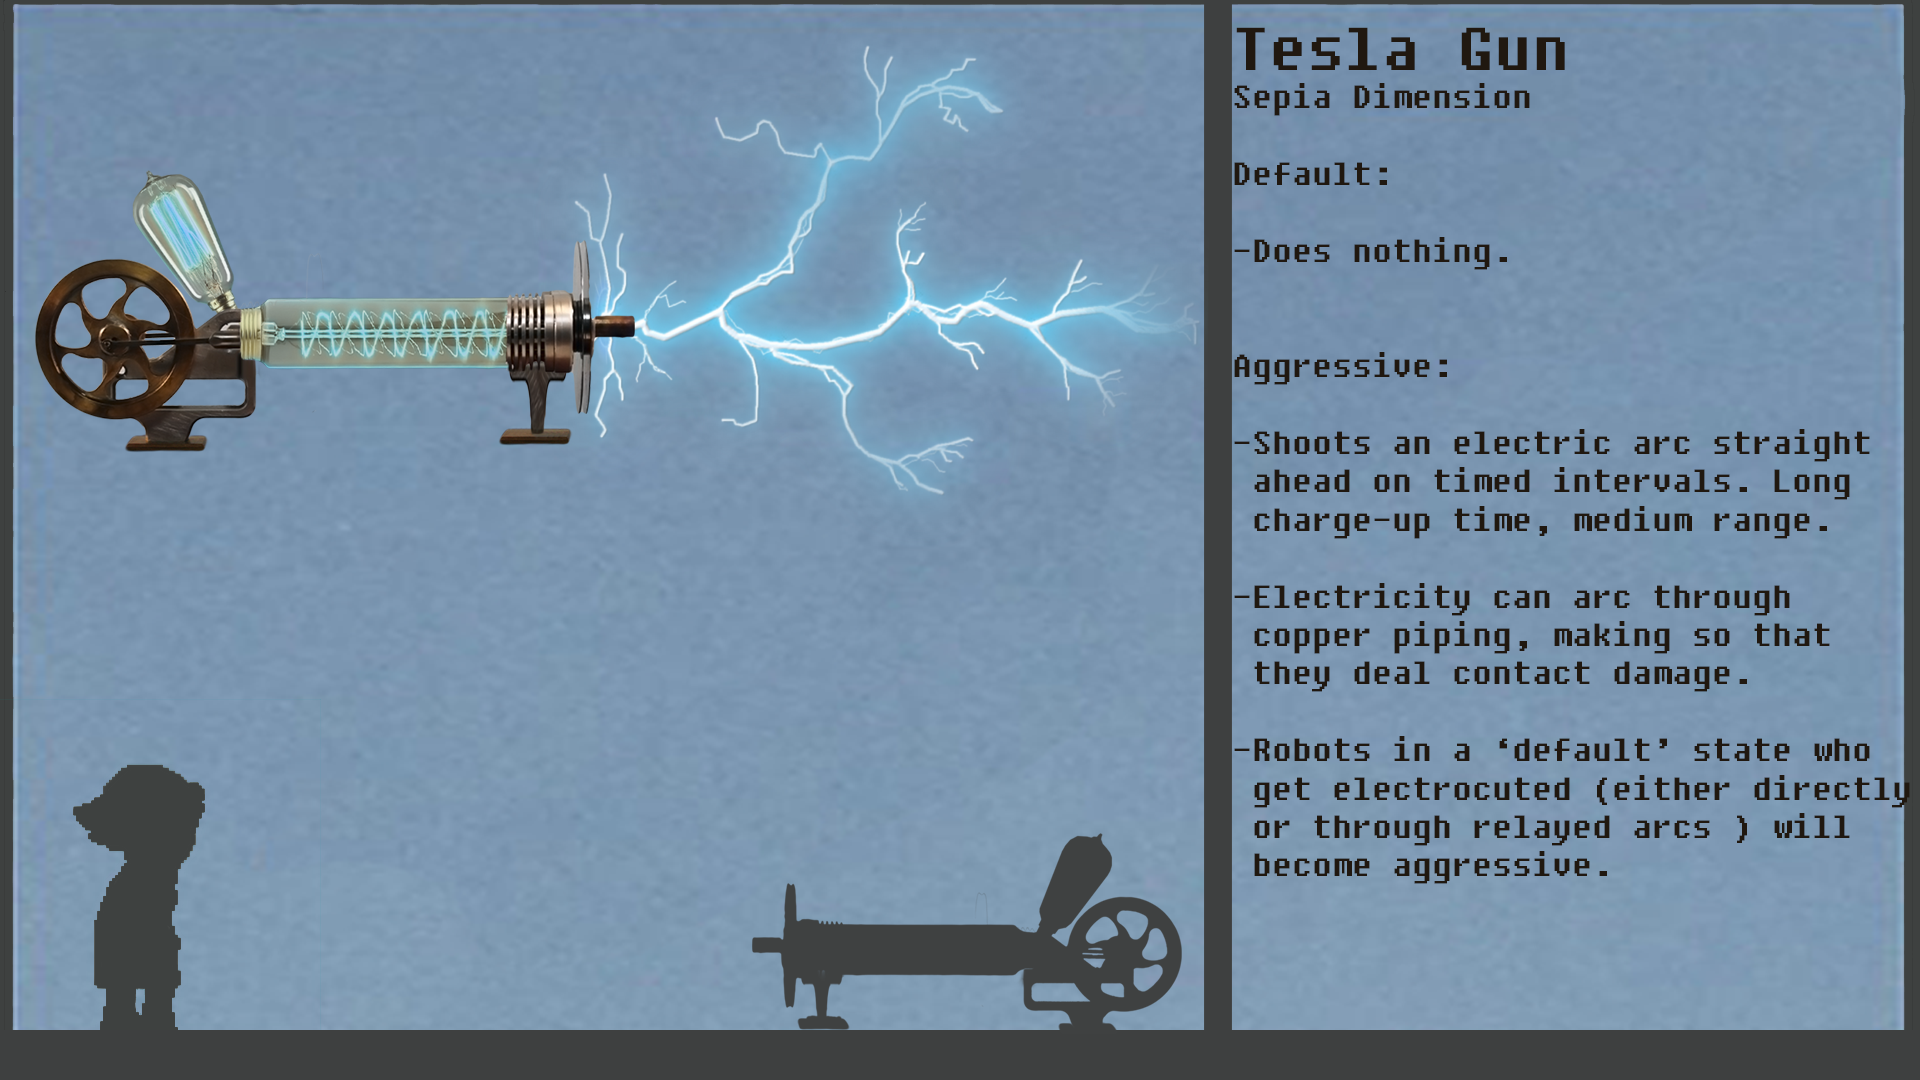 Tesla Gun
Sepia Dimension
Default:
-Does nothing.
Aggressive:
-Shoots an electric arc straight
ahead on timed intervals. Long
charge-up time, medium range.
-Electricity can arc through
copper piping, making so that
they deal contact damage.
-Robots in a ‘default’ state who
get electrocuted (either directly
or through relayed arcs ) will
become aggressive.